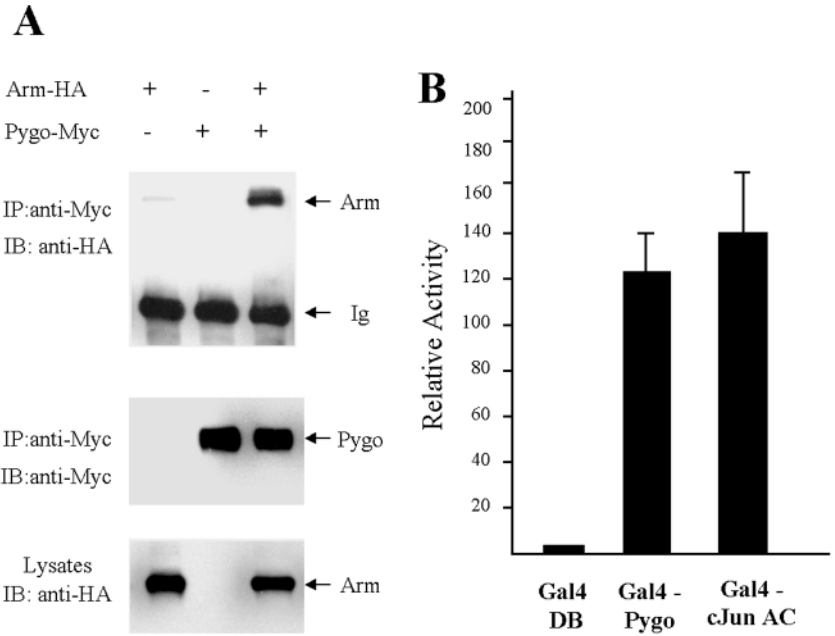 A
Arm-HA + - +
Pygo-Myc - + +
IP:anti-Myc
IB: anti-HA
Arm
Ig
IP:anti-Myc
IB:anti-Myc
Pygo
Lysates
IB: anti-HA
Arm
B
Relative Activity
200
180
160
140
120
100
80
60
40
20
Gal4
DB
Gal4 -
Pygo
Gal4 -
cJun AC